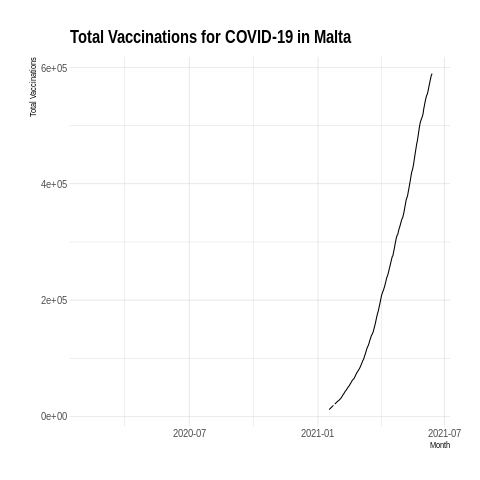 Total Vaccinations for COVID-19 in Malta
Total Vaccinations
6e+05
4e+05
2e+05
0e+00
2020-07
2021-01
2021-07
Month